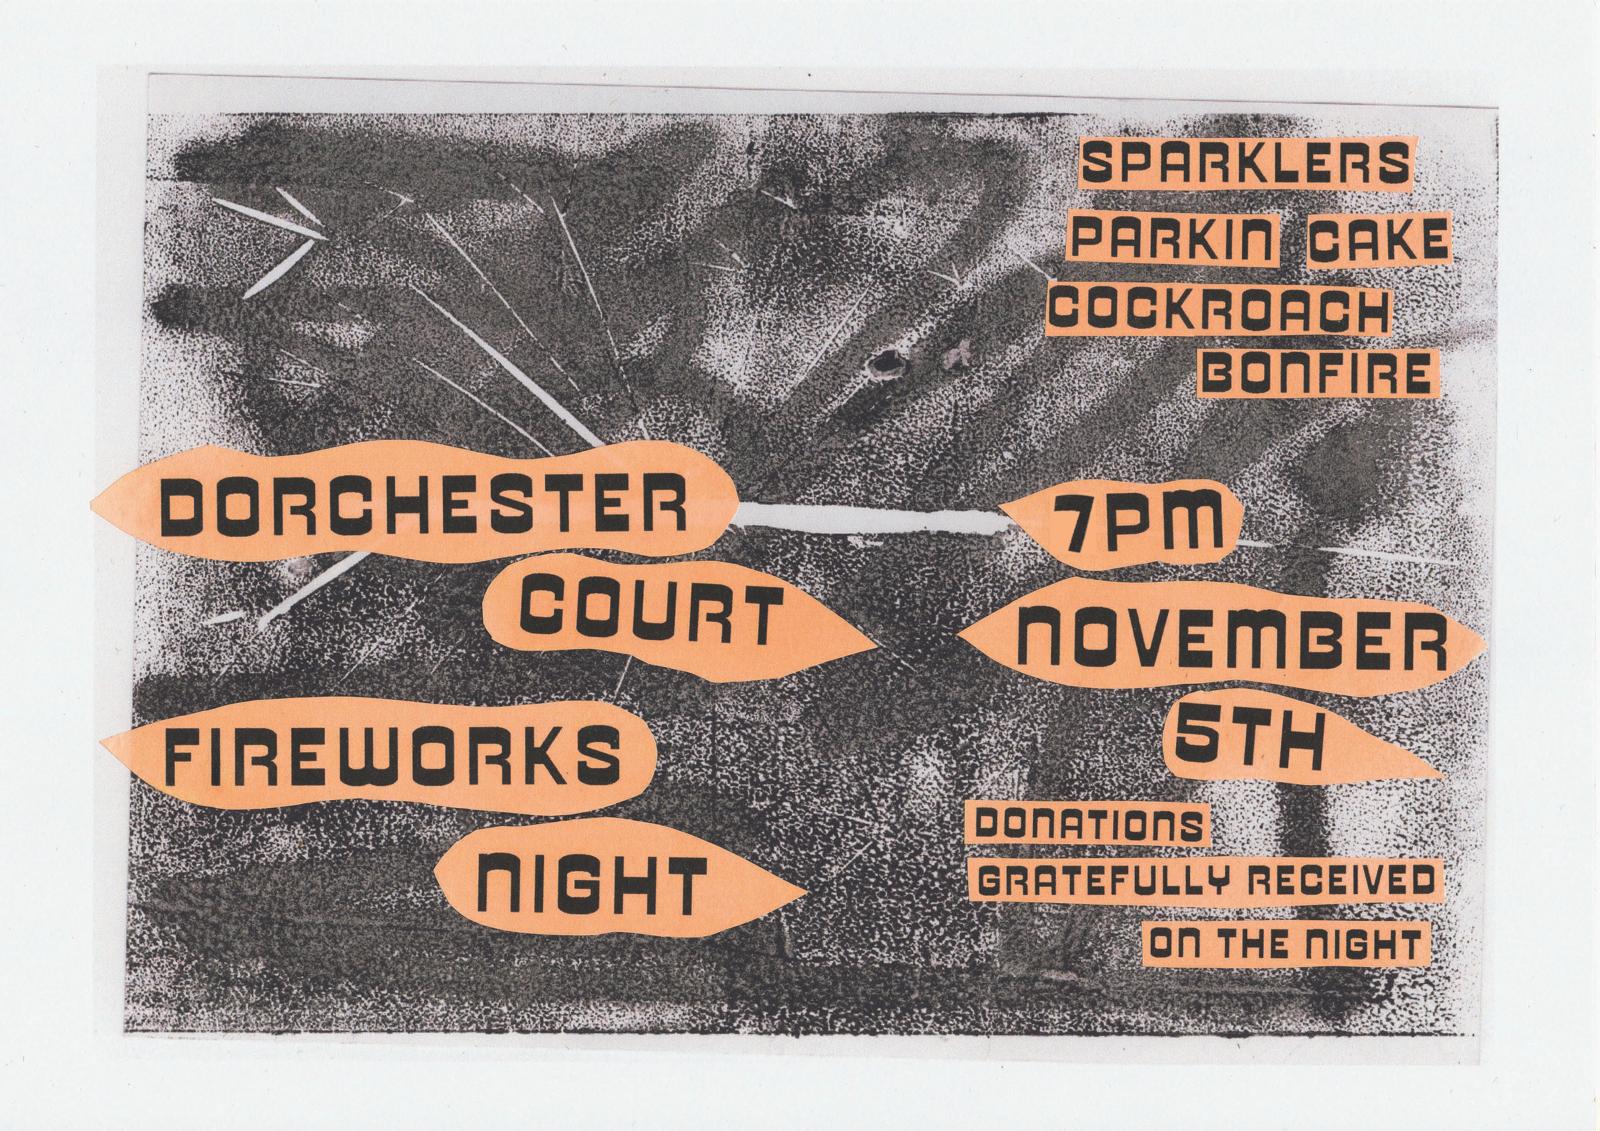 DORCHESTER
COURT
FIREWORKS
NIGHT
SPARKLERS
PARKIN CAKE
COCKROACH
BONFIRE
7PM
NOVEMBER
5TH
DONATIONS
GRATEFULLY RECEIVED
ON THE NIGHT